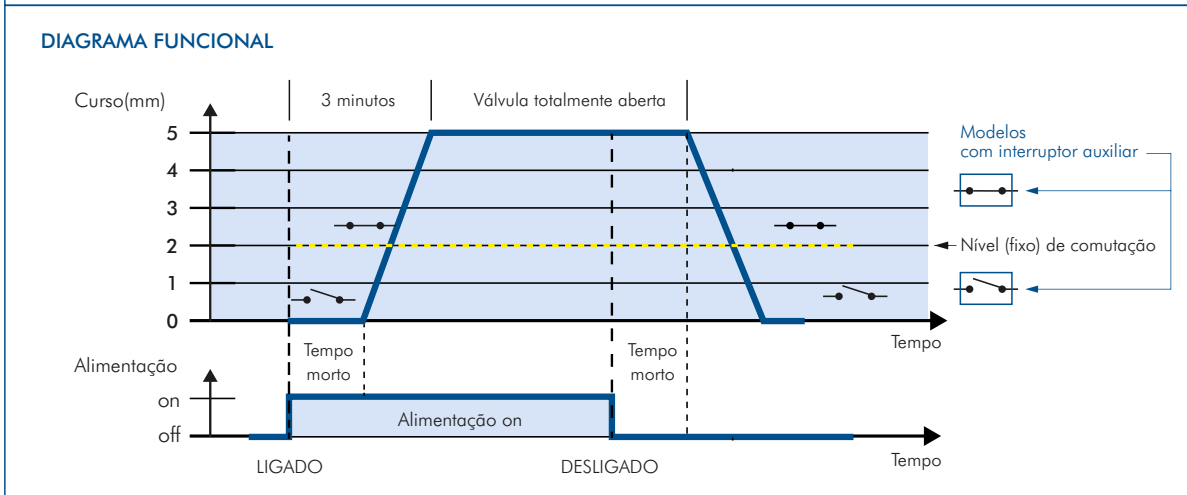 DIAGRAMA FUNCIONAL
Curso(mm)
3 minutos
Válvula totalmente aberta
5
4
3
2
1
0
Modelos
com interruptor auxiliar
Nível (fixo) de comutação
Tempo
Tempo
morto
Tempo
morto
Alimentação
on
off
Alimentação on
LIGADO
DESLIGADO
Tempo